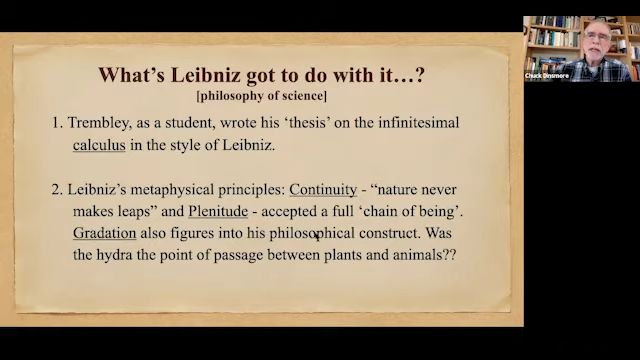 What's Leibniz got to do with it…?
[philosophy of science]
1. Trembley, as a student, wrote his 'thesis' on the infinitesimal
calculus in the style of Leibniz.
2. Leibniz's metaphysical principles: Continuity - "nature never
makes leaps" and Plenitude - accepted a full 'chain of being'.
Gradation also figures into his philosophical construct. Was
the hydra the point of passage between plants and animals??
Chuck Dinsmore